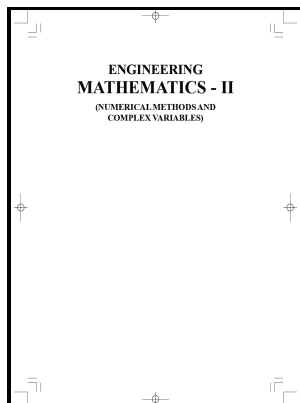 ENGINEERING
MATHEMATICS - II
(NUMERICAL METHODS AND
COMPLEX VARIABLES)